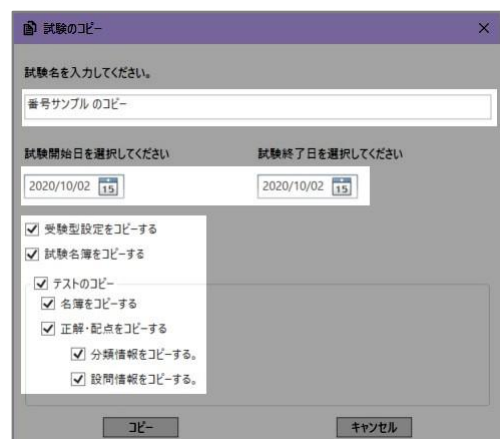 試験のコピー
試験名を入力してください。
番号サンプル のコピー
試験開始日を選択してください 試験終了日を選択してください
2020/10/02 15 2020/10/02 15
受験型設定をコピーする
試験名簿をコピーする
テストのコピー
名簿をコピーする
正解・配点をコピーする
分類情報をコピーする。
設問情報をコピーする。
コピー キャンセル